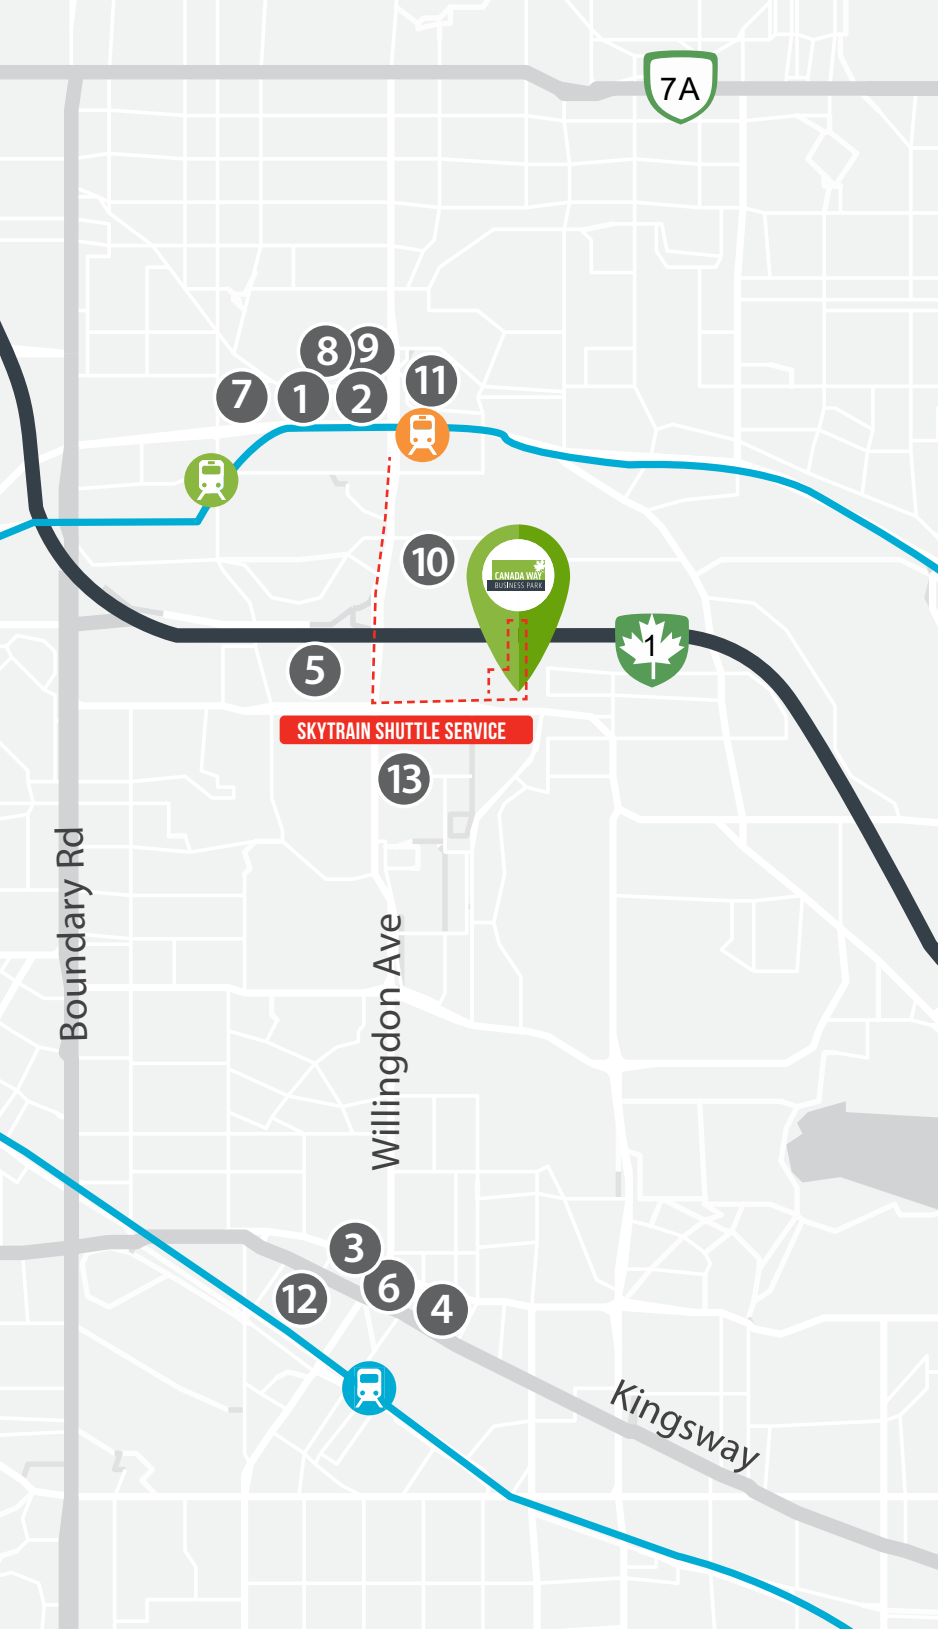 7A
8
9
11
7
1
2
10
CANADA WAY
BUSINESS PARK
1
5
SKYTRAIN SHUTTLE SERVICE
13
Boundary Rd
Willingdon Ave
3
6
12
4
Kingsway